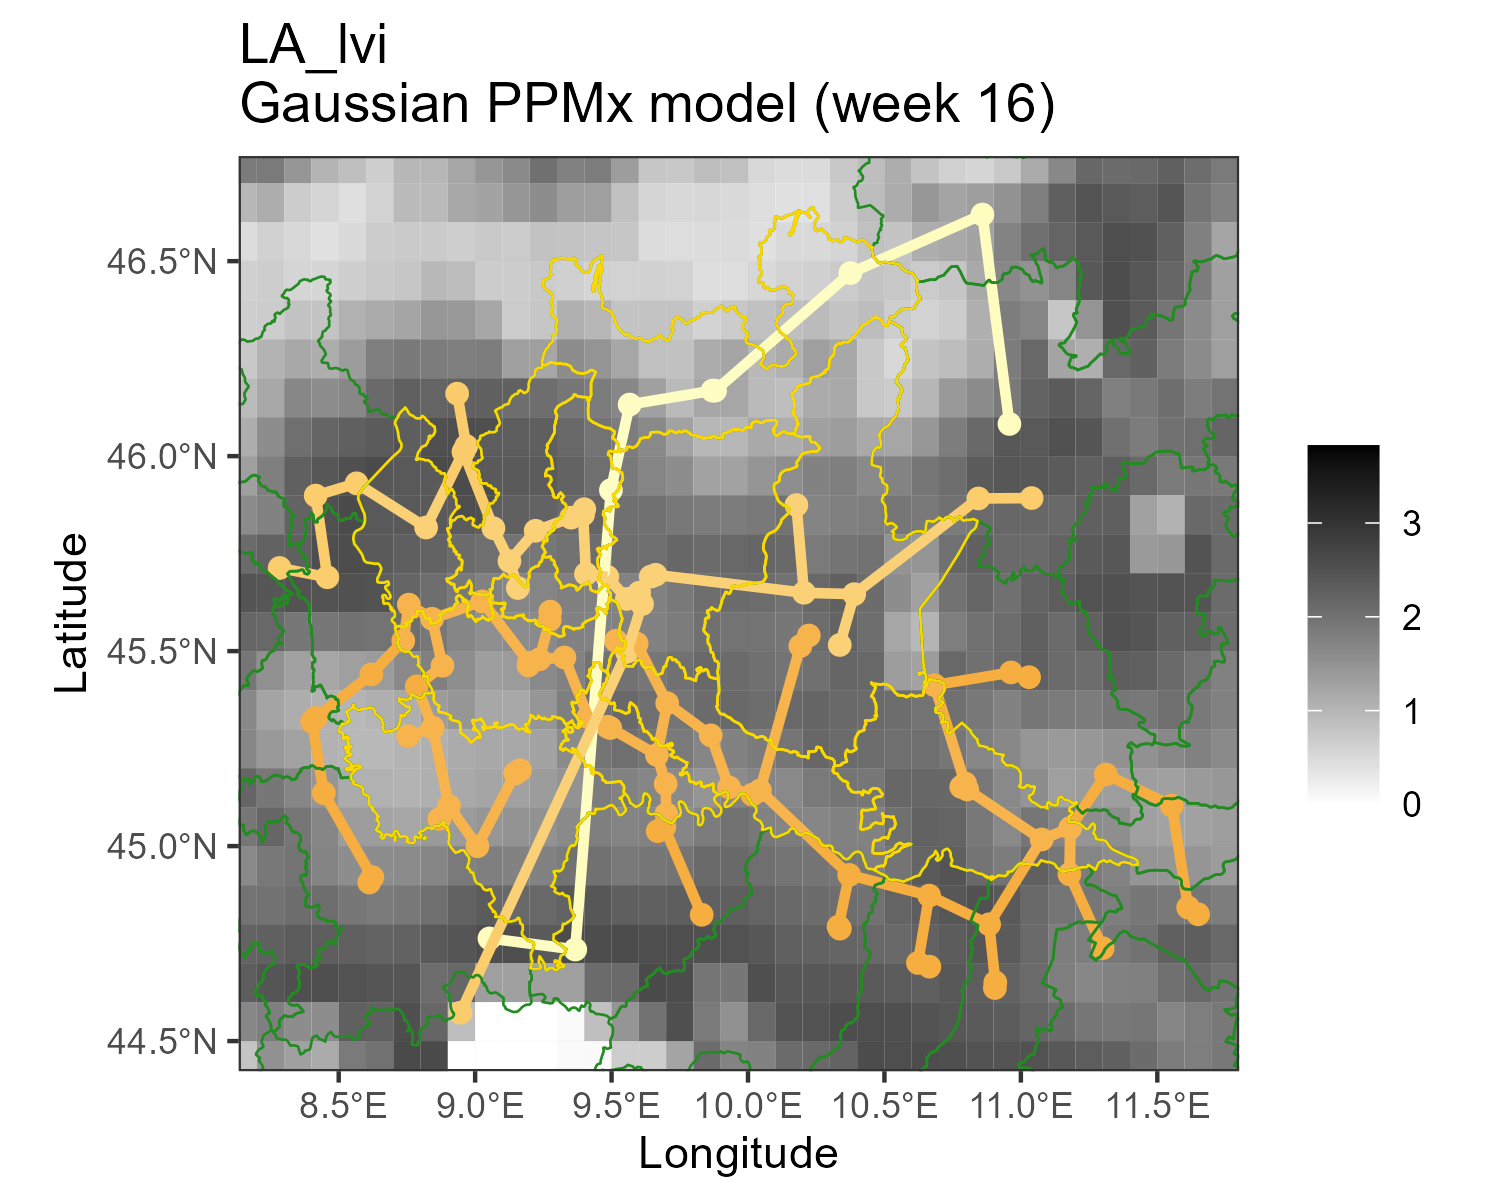 LA_lvi
Gaussian PPMx model (week 16)
46.5°N
46.0°N
45.5°N
45.0°N
44.5°N
Latitude
8.5°E 9.0°E 9.5°E 10.0°E 10.5°E 11.0°E 11.5°E
Longitude
3
2
1
0